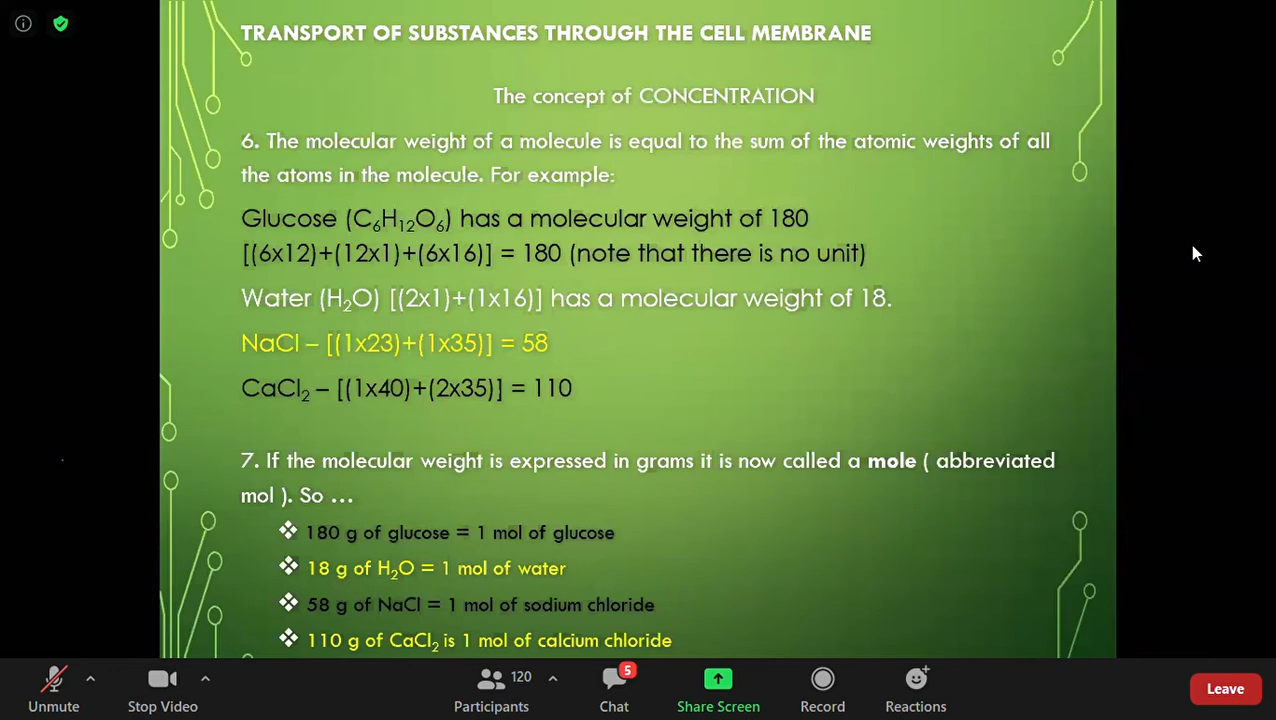 TRANSPORT OF SUBSTANCES THROUGH THE CELL MEMBRANE
The concept of CONCENTRATION
6. The molecular weight of a molecule is equal to the sum of the atomic weights of all
the atoms in the molecule. For example:
Glucose (C₆H₁₂O₆) has a molecular weight of 180
[(6x12)+(12x1)+(6x16)] = 180 (note that there is no unit)
Water (H₂O) [(2x1)+(1x16)] has a molecular weight of 18.
NaCl – [(1x23)+(1x35)] = 58
CaCl₂ – [(1x40)+(2x35)] = 110
7. If the molecular weight is expressed in grams it is now called a mole ( abbreviated
mol ). So ...
❖ 180 g of glucose = 1 mol of glucose
❖ 18 g of H₂O = 1 mol of water
❖ 58 g of NaCl = 1 mol of sodium chloride
❖ 110 g of CaCl₂ is 1 mol of calcium chloride
Unmute
Stop Video
120
Participants
5
Chat
Share Screen
Record
Reactions
Leave